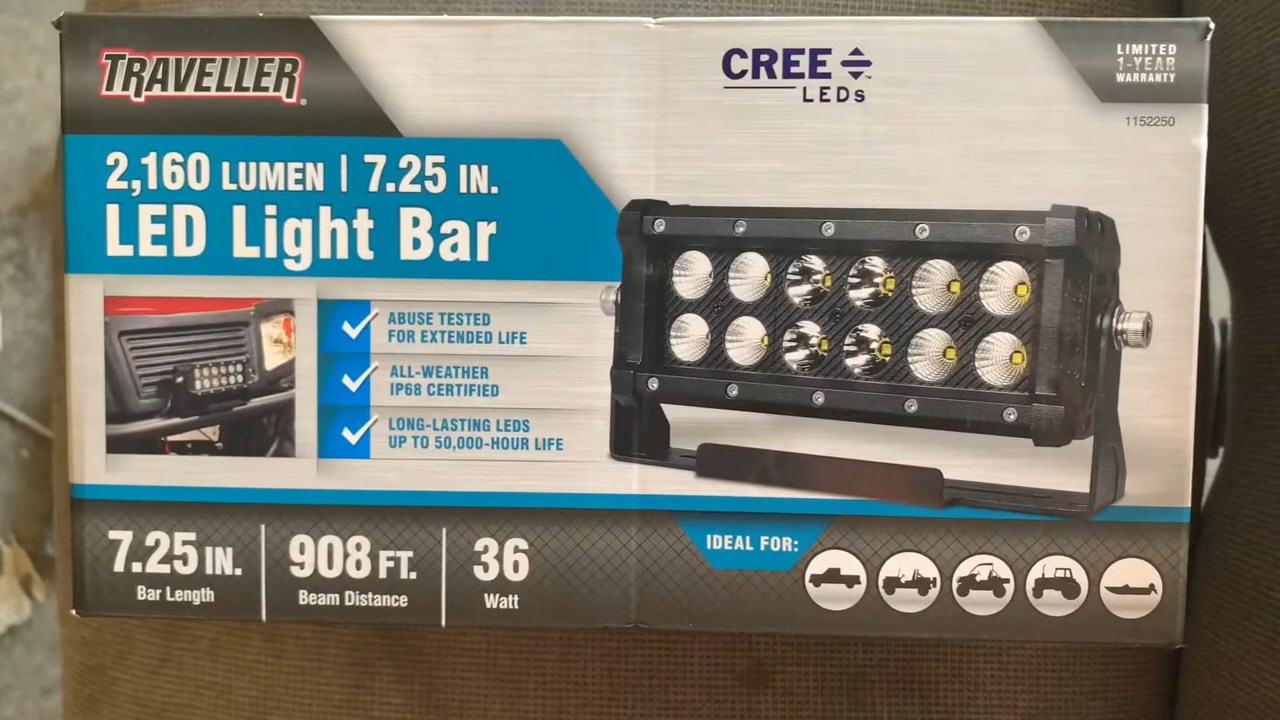 TRAVELLER®
CREE LEDs™
LIMITED
1-YEAR
WARRANTY
1152250
2,160 LUMEN | 7.25 IN.
LED Light Bar
ABUSE TESTED
FOR EXTENDED LIFE
ALL-WEATHER
IP68 CERTIFIED
LONG-LASTING LEDS
UP TO 50,000-HOUR LIFE
7.25 IN.
Bar Length
908 FT.
Beam Distance
36
Watt
IDEAL FOR: